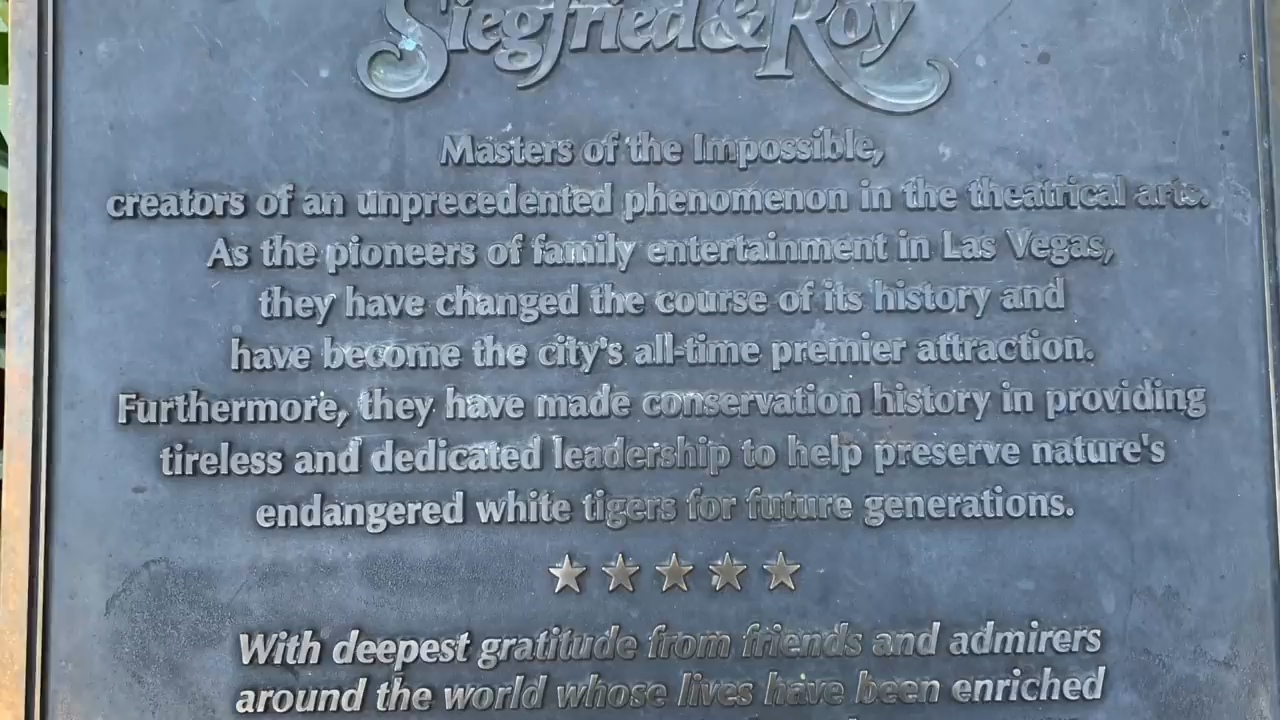 Siegfried & Roy
Masters of the Impossible,
creators of an unprecedented phenomenon in the theatrical arts.
As the pioneers of family entertainment in Las Vegas,
they have changed the course of its history and
have become the city's all-time premier attraction.
Furthermore, they have made conservation history in providing
tireless and dedicated leadership to help preserve nature's
endangered white tigers for future generations.
With deepest gratitude from friends and admirers
around the world whose lives have been enriched